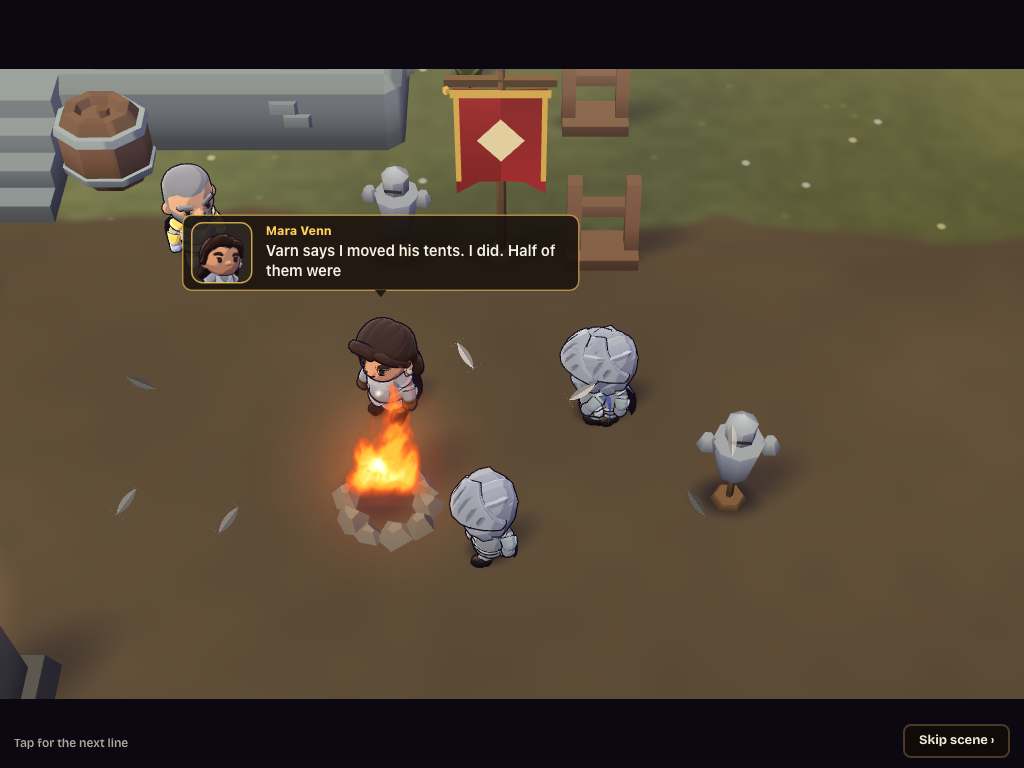 Mara Venn
Varn says I moved his tents. I did. Half of
them were
Tap for the next line
Skip scene ›